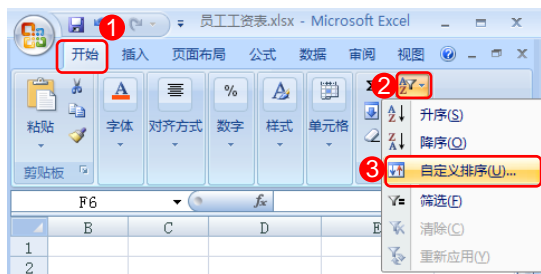 员工工资表.xlsx - Microsoft Excel
1
开始 插入 页面布局 公式 数据 审阅 视图
2
粘贴 字体 对齐方式 数字 样式 单元格
剪贴板
升序(S)
降序(O)
3 自定义排序(U)...
筛选(F)
清除(C)
重新应用(Y)
F6 fx
B C D E
1
2